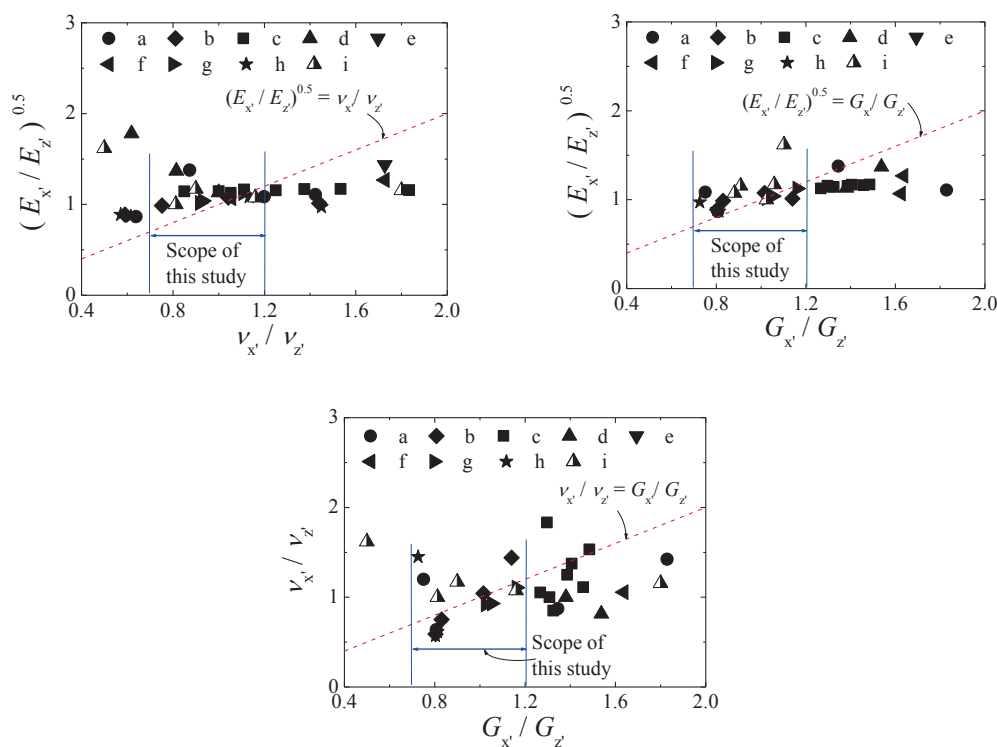 3
a b c d e
f g h i
(E_x' / E_z')^0.5 = ν_x' / ν_z'
2
(E_x' / E_z')^0.5
1
Scope of
this study
0
0.4 0.8 1.2 1.6 2.0
ν_x' / ν_z'
3
a b c d e
f g h i
(E_x' / E_z')^0.5 = G_x' / G_z'
2
(E_x' / E_z')^0.5
1
Scope of
this study
0
0.4 0.8 1.2 1.6 2.0
G_x' / G_z'
3
a b c d e
f g h i
ν_x' / ν_z' = G_x' / G_z'
2
ν_x' / ν_z'
1
Scope of
this study
0
0.4 0.8 1.2 1.6 2.0
G_x' / G_z'